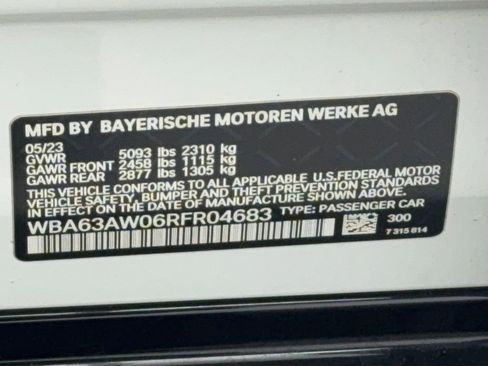 MFD BY BAYERISCHE MOTOREN WERKE AG
05/23
GVWR 5093 lbs 2310 kg
GAWR FRONT 2458 lbs 1115 kg
GAWR REAR 2877 lbs 1305 kg
THIS VEHICLE CONFORMS TO ALL APPLICABLE U.S.FEDERAL MOTOR
VEHICLE SAFETY, BUMPER, AND THEFT PREVENTION STANDARDS
IN EFFECT ON THE DATE OF MANUFACTURE SHOWN ABOVE.
WBA63AW06RFR04683 TYPE: PASSENGER CAR
300
7 315 814